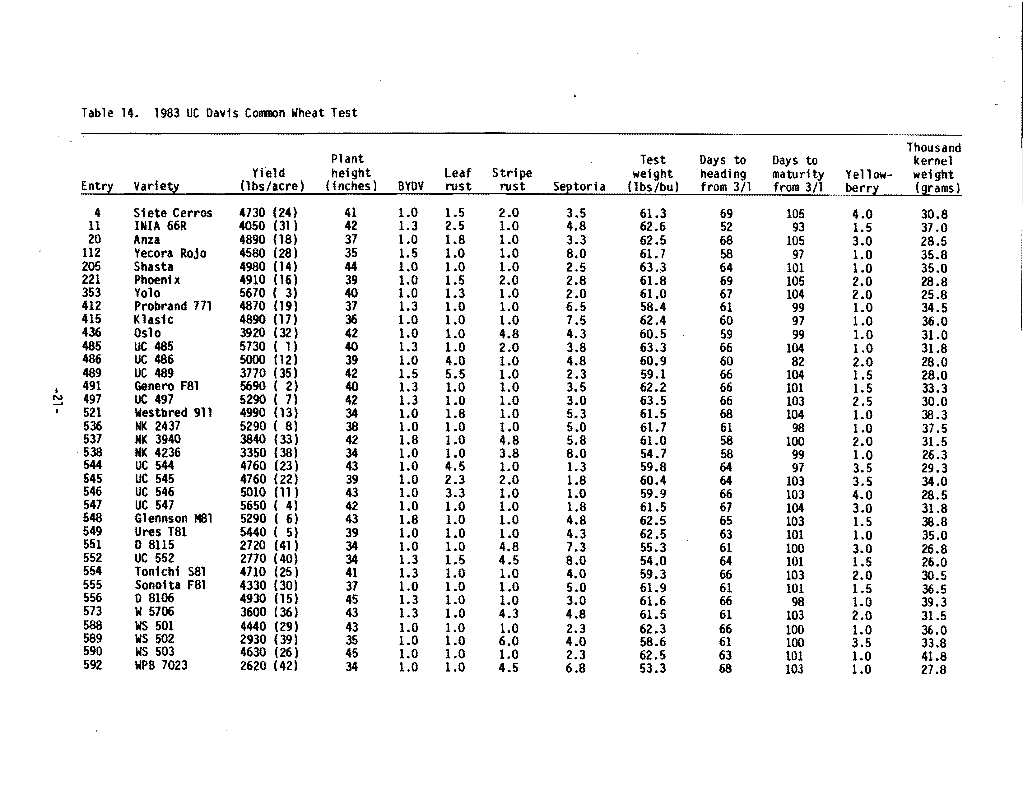 Table 14. 1983 UC Davis Common Wheat Test
Thousand
Plant Test Days to Days to kernel
Yield height Leaf Stripe weight heading maturity Yellow- weight
Entry Variety (lbs/acre) (inches) BYDV rust rust Septoria (lbs/bu) from 3/1 from 3/1 berry (grams)
4 Siete Cerros 4730 (24) 41 1.0 1.5 2.0 3.5 61.3 69 105 4.0 30.8
11 INIA 66R 4050 (31) 42 1.3 2.5 1.0 4.8 62.6 52 93 1.5 37.0
20 Anza 4890 (18) 37 1.0 1.8 1.0 3.3 62.5 68 105 3.0 28.5
112 Yecora Rojo 4580 (28) 35 1.5 1.0 1.0 8.0 61.7 58 97 1.0 35.8
205 Shasta 4980 (14) 44 1.0 1.0 1.0 2.5 63.3 64 101 1.0 35.0
221 Phoenix 4910 (16) 39 1.0 1.5 2.0 2.8 61.8 69 105 2.0 28.8
353 Yolo 5670 ( 3) 40 1.0 1.3 1.0 2.0 61.0 67 104 2.0 25.8
412 Probrand 771 4870 (19) 37 1.3 1.0 1.0 6.5 58.4 61 99 1.0 34.5
415 Klasic 4890 (17) 36 1.0 1.0 1.0 7.5 62.4 60 97 1.0 36.0
436 Oslo 3920 (32) 42 1.0 1.0 4.8 4.3 60.5 59 99 1.0 31.0
485 UC 485 5730 ( 1) 40 1.3 1.0 2.0 3.8 63.3 66 104 1.0 31.8
486 UC 486 5000 (12) 39 1.0 4.0 1.0 4.8 60.9 60 82 2.0 28.0
489 UC 489 3770 (35) 42 1.5 5.5 1.0 2.3 59.1 66 104 1.5 28.0
491 Genero F81 5690 ( 2) 40 1.3 1.0 1.0 3.5 62.2 66 101 1.5 33.3
497 UC 497 5290 ( 7) 42 1.3 1.0 1.0 3.0 63.5 66 103 2.5 30.0
521 Westbred 911 4990 (13) 34 1.0 1.8 1.0 5.3 61.5 68 104 1.0 38.3
536 NK 2437 5290 ( 8) 38 1.0 1.0 1.0 5.0 61.7 61 98 1.0 37.5
537 NK 3940 3840 (33) 42 1.8 1.0 4.8 5.8 61.0 58 100 2.0 31.5
538 NK 4236 3350 (38) 34 1.0 1.0 3.8 8.0 54.7 58 99 1.0 26.3
544 UC 544 4760 (23) 43 1.0 4.5 1.0 1.3 59.8 64 97 3.5 29.3
545 UC 545 4760 (22) 39 1.0 2.3 2.0 1.8 60.4 64 103 3.5 34.0
546 UC 546 5010 (11) 43 1.0 3.3 1.0 1.0 59.9 66 103 4.0 28.5
547 UC 547 5650 ( 4) 42 1.0 1.0 1.0 1.8 61.5 67 104 3.0 31.8
548 Glennson M81 5290 ( 6) 43 1.8 1.0 1.0 4.8 62.5 65 103 1.5 38.8
549 Ures T81 5440 ( 5) 39 1.0 1.0 1.0 4.3 62.5 63 101 1.0 35.0
551 D 8115 2720 (41) 34 1.0 1.0 4.8 7.3 55.3 61 100 3.0 26.8
552 UC 552 2770 (40) 34 1.3 1.5 4.5 8.0 54.0 64 101 1.5 26.0
554 Tonichi S81 4710 (25) 41 1.3 1.0 1.0 4.0 59.3 66 103 2.0 30.5
555 Sonoita F81 4330 (30) 37 1.0 1.0 1.0 5.0 61.9 61 101 1.5 36.5
556 D 8106 4930 (15) 45 1.3 1.0 1.0 3.0 61.6 66 98 1.0 39.3
573 W 5706 3600 (36) 43 1.3 1.0 4.3 4.8 61.5 61 103 2.0 31.5
588 WS 501 4440 (29) 43 1.0 1.0 1.0 2.3 62.3 66 100 1.0 36.0
589 WS 502 2930 (39) 35 1.0 1.0 6.0 4.0 58.6 61 100 3.5 33.8
590 WS 503 4630 (26) 45 1.0 1.0 1.0 2.3 62.5 63 101 1.0 41.8
592 WPB 7023 2620 (42) 34 1.0 1.0 4.5 6.8 53.3 68 103 1.0 27.8
-21-